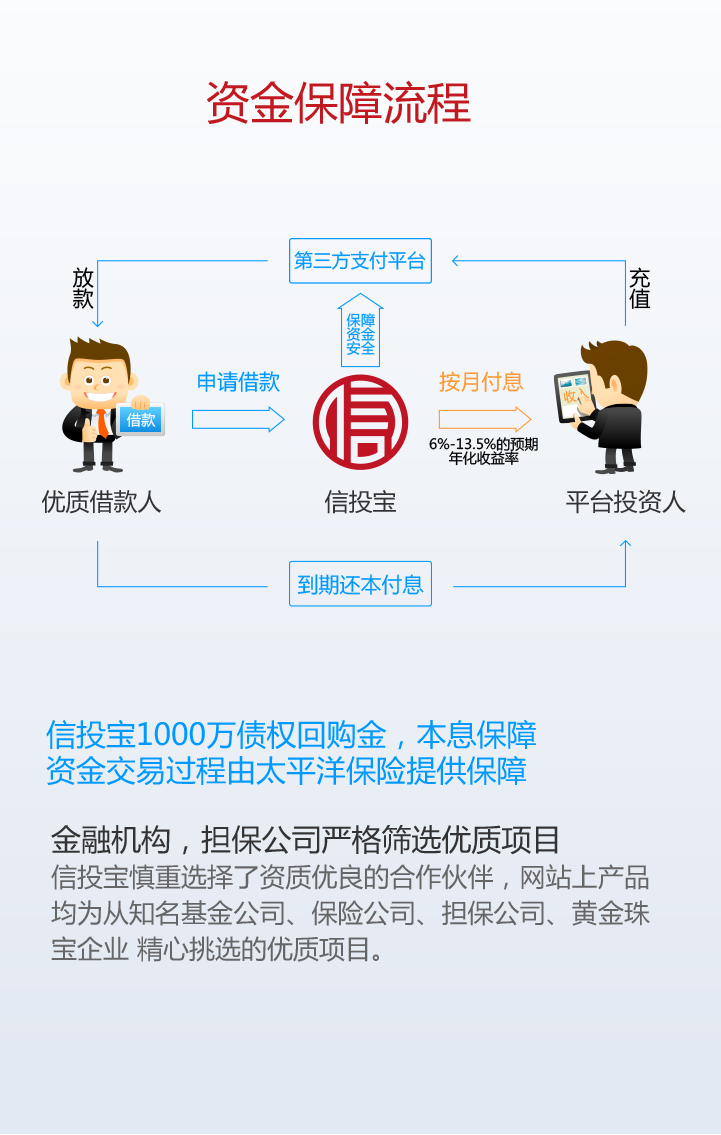 资金保障流程
第三方支付平台
放款
充值
保障
资金
安全
申请借款
按月付息
借款
信
收入
6%-13.5%的预期
年化收益率
优质借款人
信投宝
平台投资人
到期还本付息
信投宝1000万债权回购金，本息保障
资金交易过程由太平洋保险提供保障
金融机构，担保公司严格筛选优质项目
信投宝慎重选择了资质优良的合作伙伴，网站上产品
均为从知名基金公司、保险公司、担保公司、黄金珠
宝企业 精心挑选的优质项目。